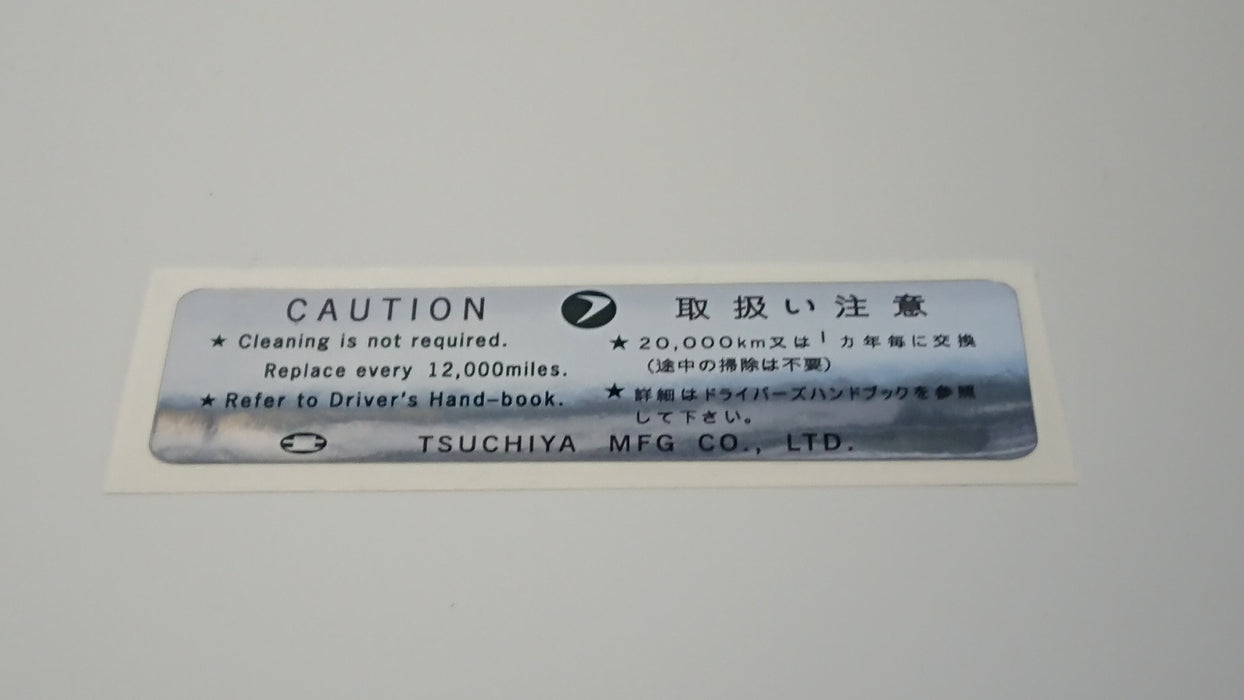 CAUTION
★ Cleaning is not required.
Replace every 12,000miles.
★ Refer to Driver's Hand-book.
取扱い注意
★ 20,000km又は1カ年毎に交換
(途中の掃除は不要)
★ 詳細はドライバーズハンドブックを参照
して下さい。
TSUCHIYA MFG CO., LTD.